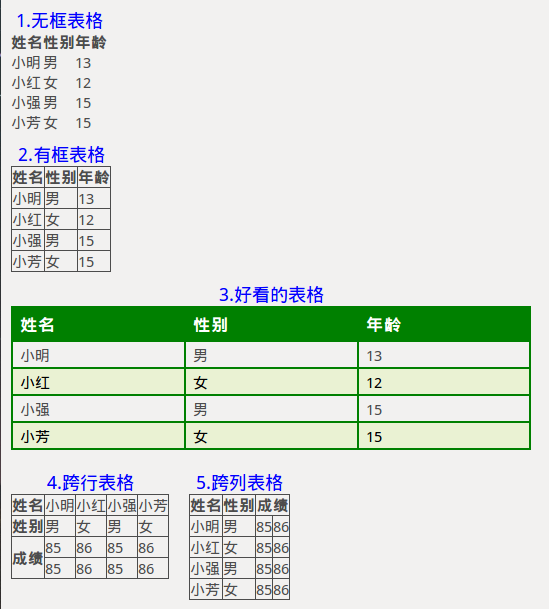 1.无框表格
姓名 性别 年龄
小明 男 13
小红 女 12
小强 男 15
小芳 女 15
2.有框表格
姓名 性别 年龄
小明 男 13
小红 女 12
小强 男 15
小芳 女 15
3.好看的表格
姓名 性别 年龄
小明 男 13
小红 女 12
小强 男 15
小芳 女 15
4.跨行表格
姓名 小明 小红 小强 小芳
姓别 男 女 男 女
成绩 85 86 85 86
85 86 85 86
5.跨列表格
姓名 性别 成绩
小明 男 85 86
小红 女 85 86
小强 男 85 86
小芳 女 85 86